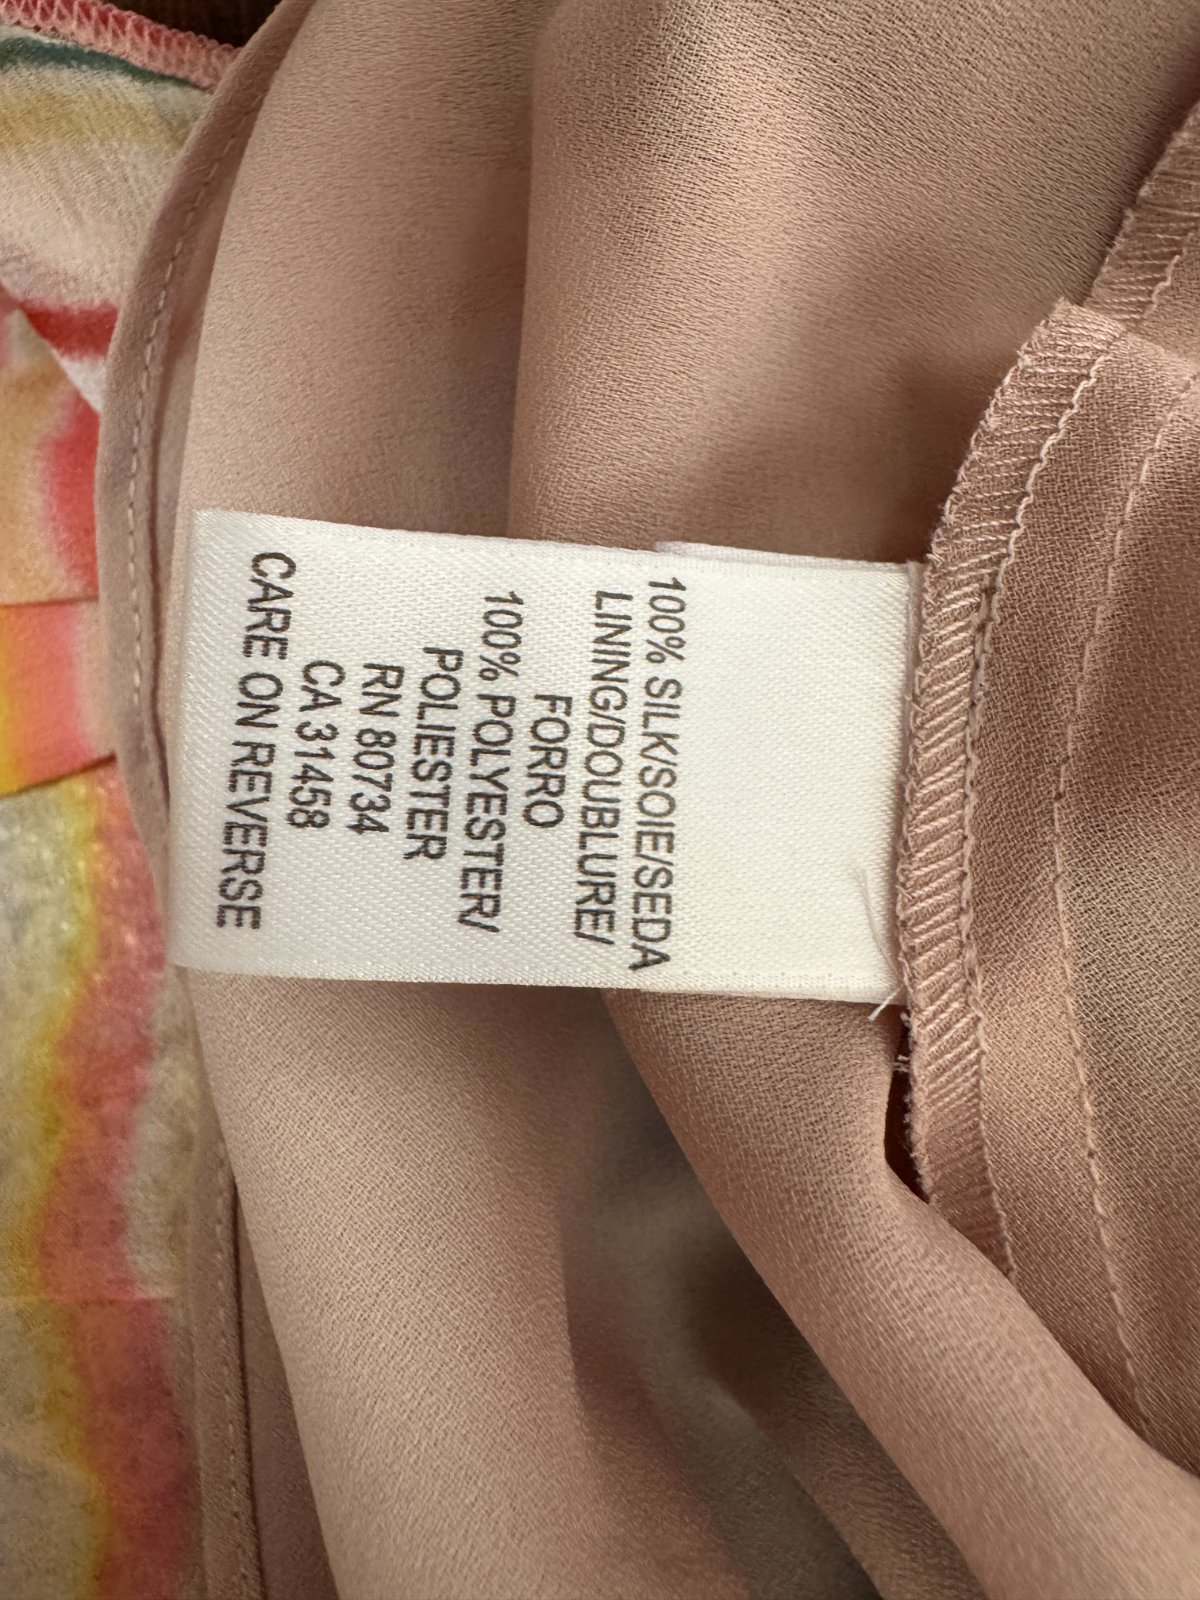 100% SILK/SOIE/SEDA
LINING/DOUBLURE/
FORRO
100% POLYESTER/
POLIESTER
RN 80734
CA 31458
CARE ON REVERSE